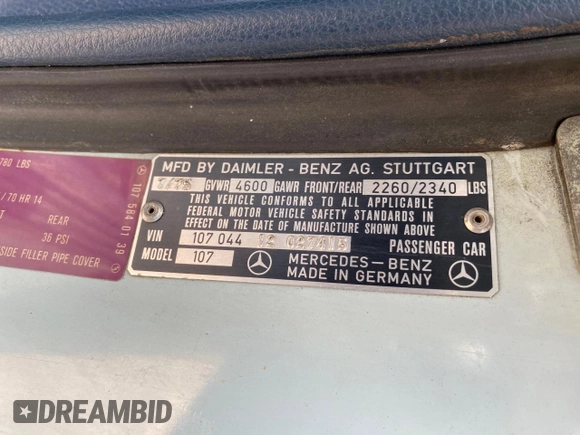 780 LBS
/70 HR 14
REAR
36 PSI
SIDE FILLER PIPE COVER
107 584 01 39
MFD BY DAIMLER - BENZ AG. STUTTGART
GVWR 4600 GAWR FRONT/REAR 2260/2340 LBS
THIS VEHICLE CONFORMS TO ALL APPLICABLE
FEDERAL MOTOR VEHICLE SAFETY STANDARDS IN
EFFECT ON THE DATE OF MANUFACTURE SHOWN ABOVE
VIN 107 044 12 PASSENGER CAR
MODEL 107 MERCEDES-BENZ
MADE IN GERMANY
DREAMBID